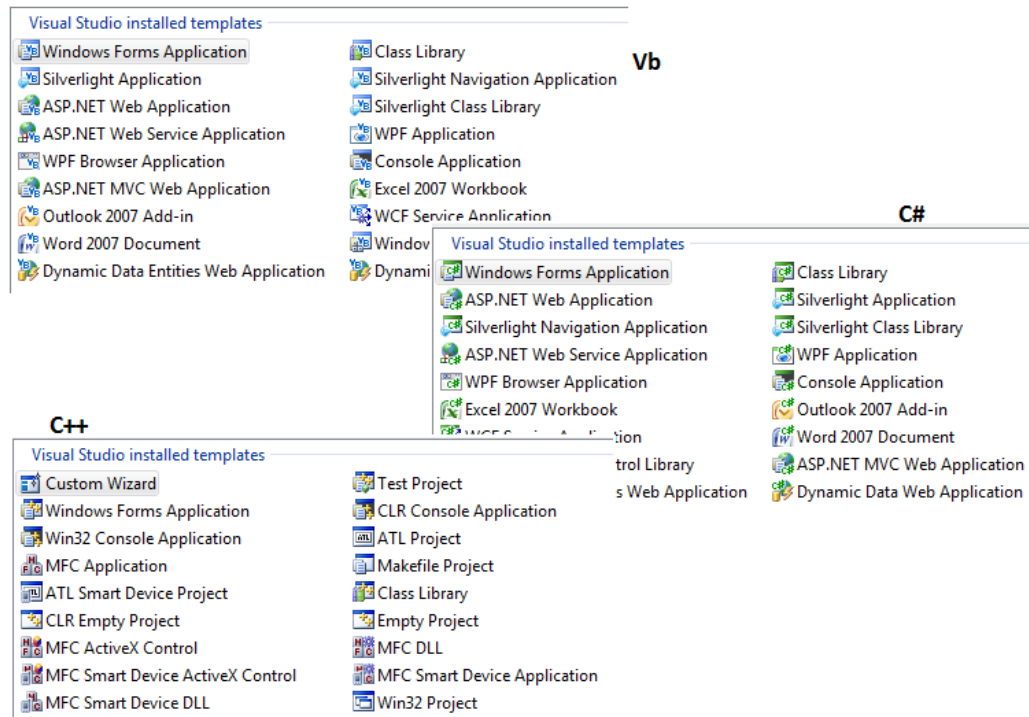 Visual Studio installed templates
Windows Forms Application
Class Library
Vb
Silverlight Application
Silverlight Navigation Application
ASP.NET Web Application
Silverlight Class Library
ASP.NET Web Service Application
WPF Application
WPF Browser Application
Console Application
ASP.NET MVC Web Application
Excel 2007 Workbook
Outlook 2007 Add-in
WCF Service Application
Word 2007 Document
Dynamic Data Entities Web Application
C#
Visual Studio installed templates
Windows Forms Application
Class Library
ASP.NET Web Application
Silverlight Application
Silverlight Navigation Application
Silverlight Class Library
ASP.NET Web Service Application
WPF Application
WPF Browser Application
Console Application
Excel 2007 Workbook
Outlook 2007 Add-in
Word 2007 Document
Library
ASP.NET MVC Web Application
Web Application
Dynamic Data Web Application
C++
Visual Studio installed templates
Custom Wizard
Test Project
Windows Forms Application
CLR Console Application
Win32 Console Application
ATL Project
MFC Application
Makefile Project
ATL Smart Device Project
Class Library
CLR Empty Project
Empty Project
MFC ActiveX Control
MFC DLL
MFC Smart Device ActiveX Control
MFC Smart Device Application
MFC Smart Device DLL
Win32 Project